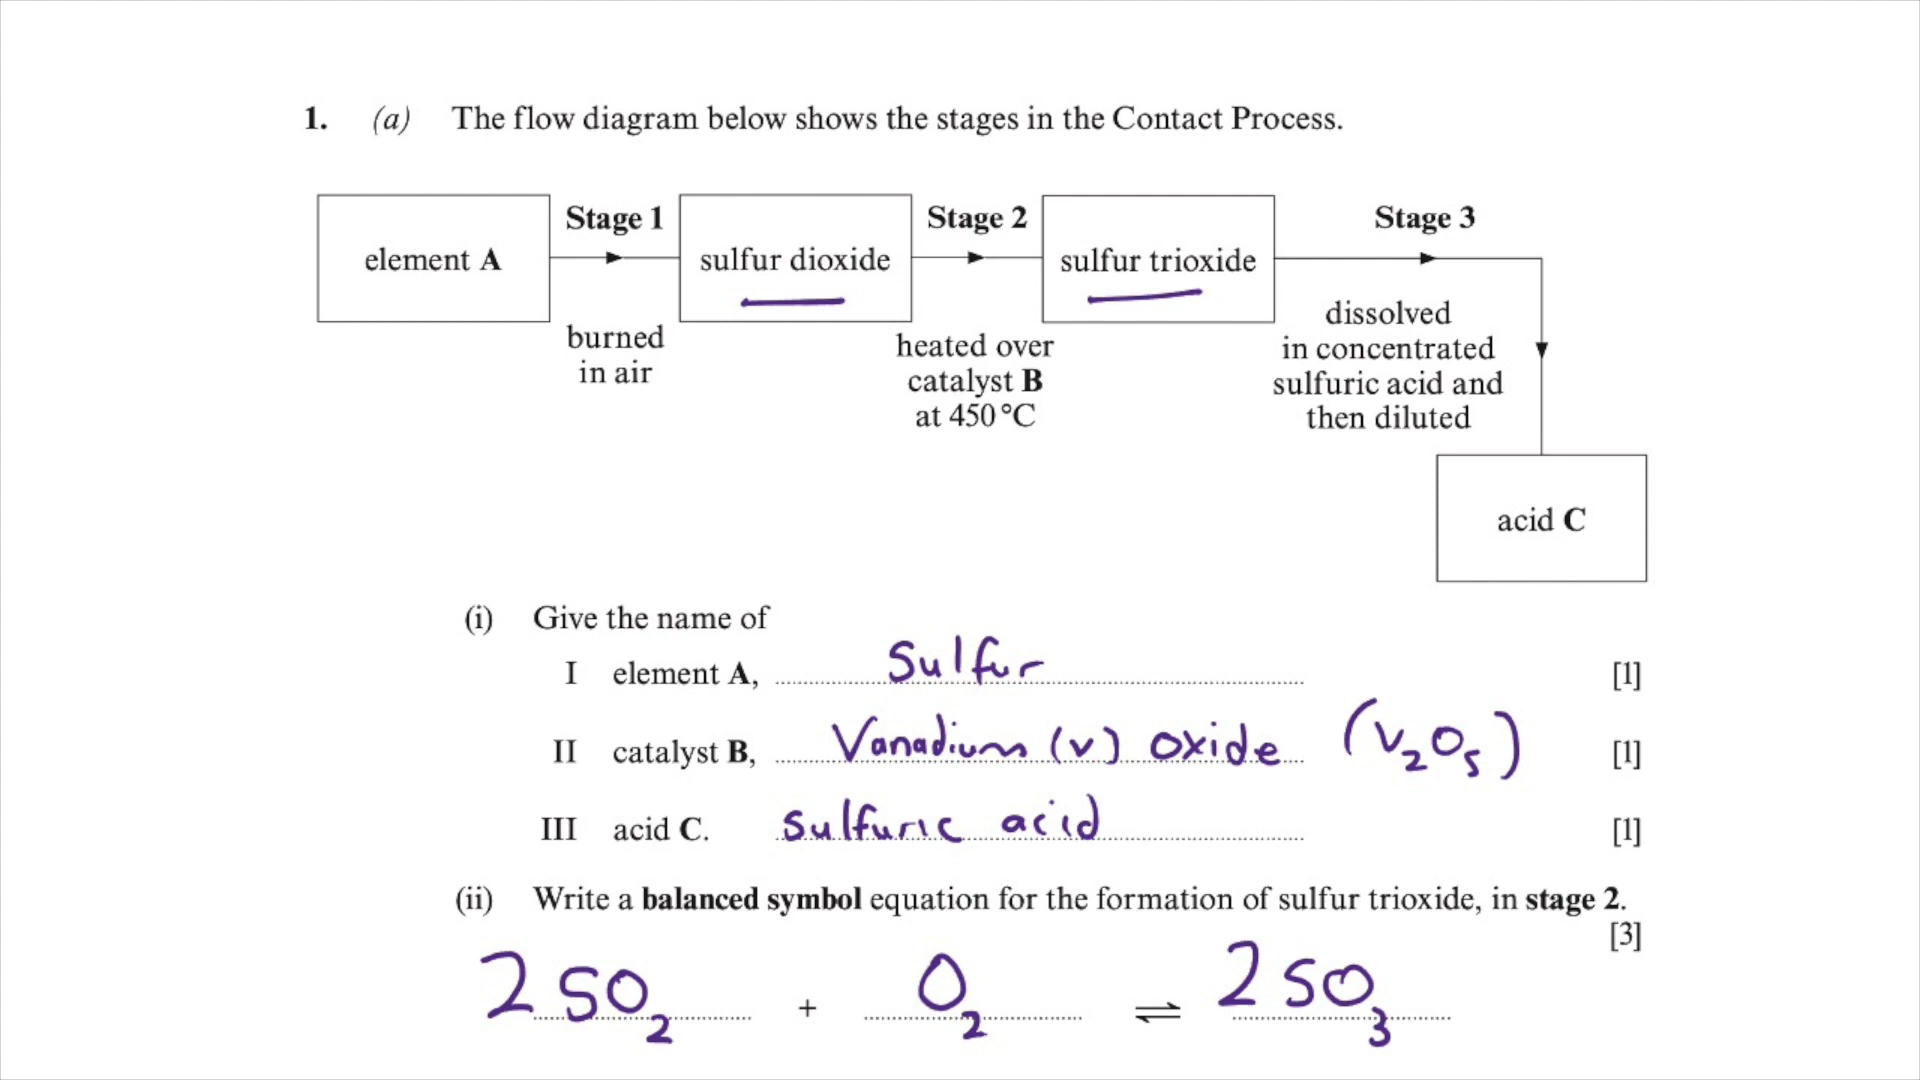 1. (a) The flow diagram below shows the stages in the Contact Process.
Stage 1 Stage 2 Stage 3
element A sulfur dioxide sulfur trioxide
burned
in air
heated over
catalyst B
at 450 °C
dissolved
in concentrated
sulfuric acid and
then diluted
acid C
(i) Give the name of
I element A, Sulfur [1]
II catalyst B, Vanadium (v) oxide (V₂O₅) [1]
III acid C. sulfuric acid [1]
(ii) Write a balanced symbol equation for the formation of sulfur trioxide, in stage 2.
[3]
2SO₂ + O₂ ⇌ 2SO₃